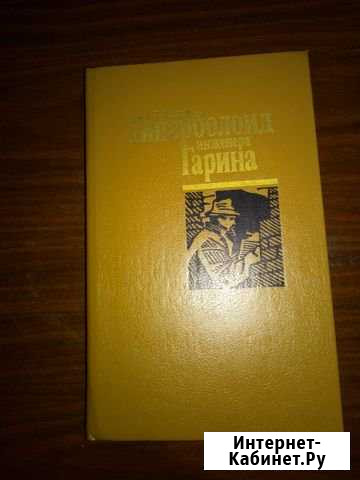 Гиперболоид
инженера
Гарина
Интернет-
Кабинет.Ру